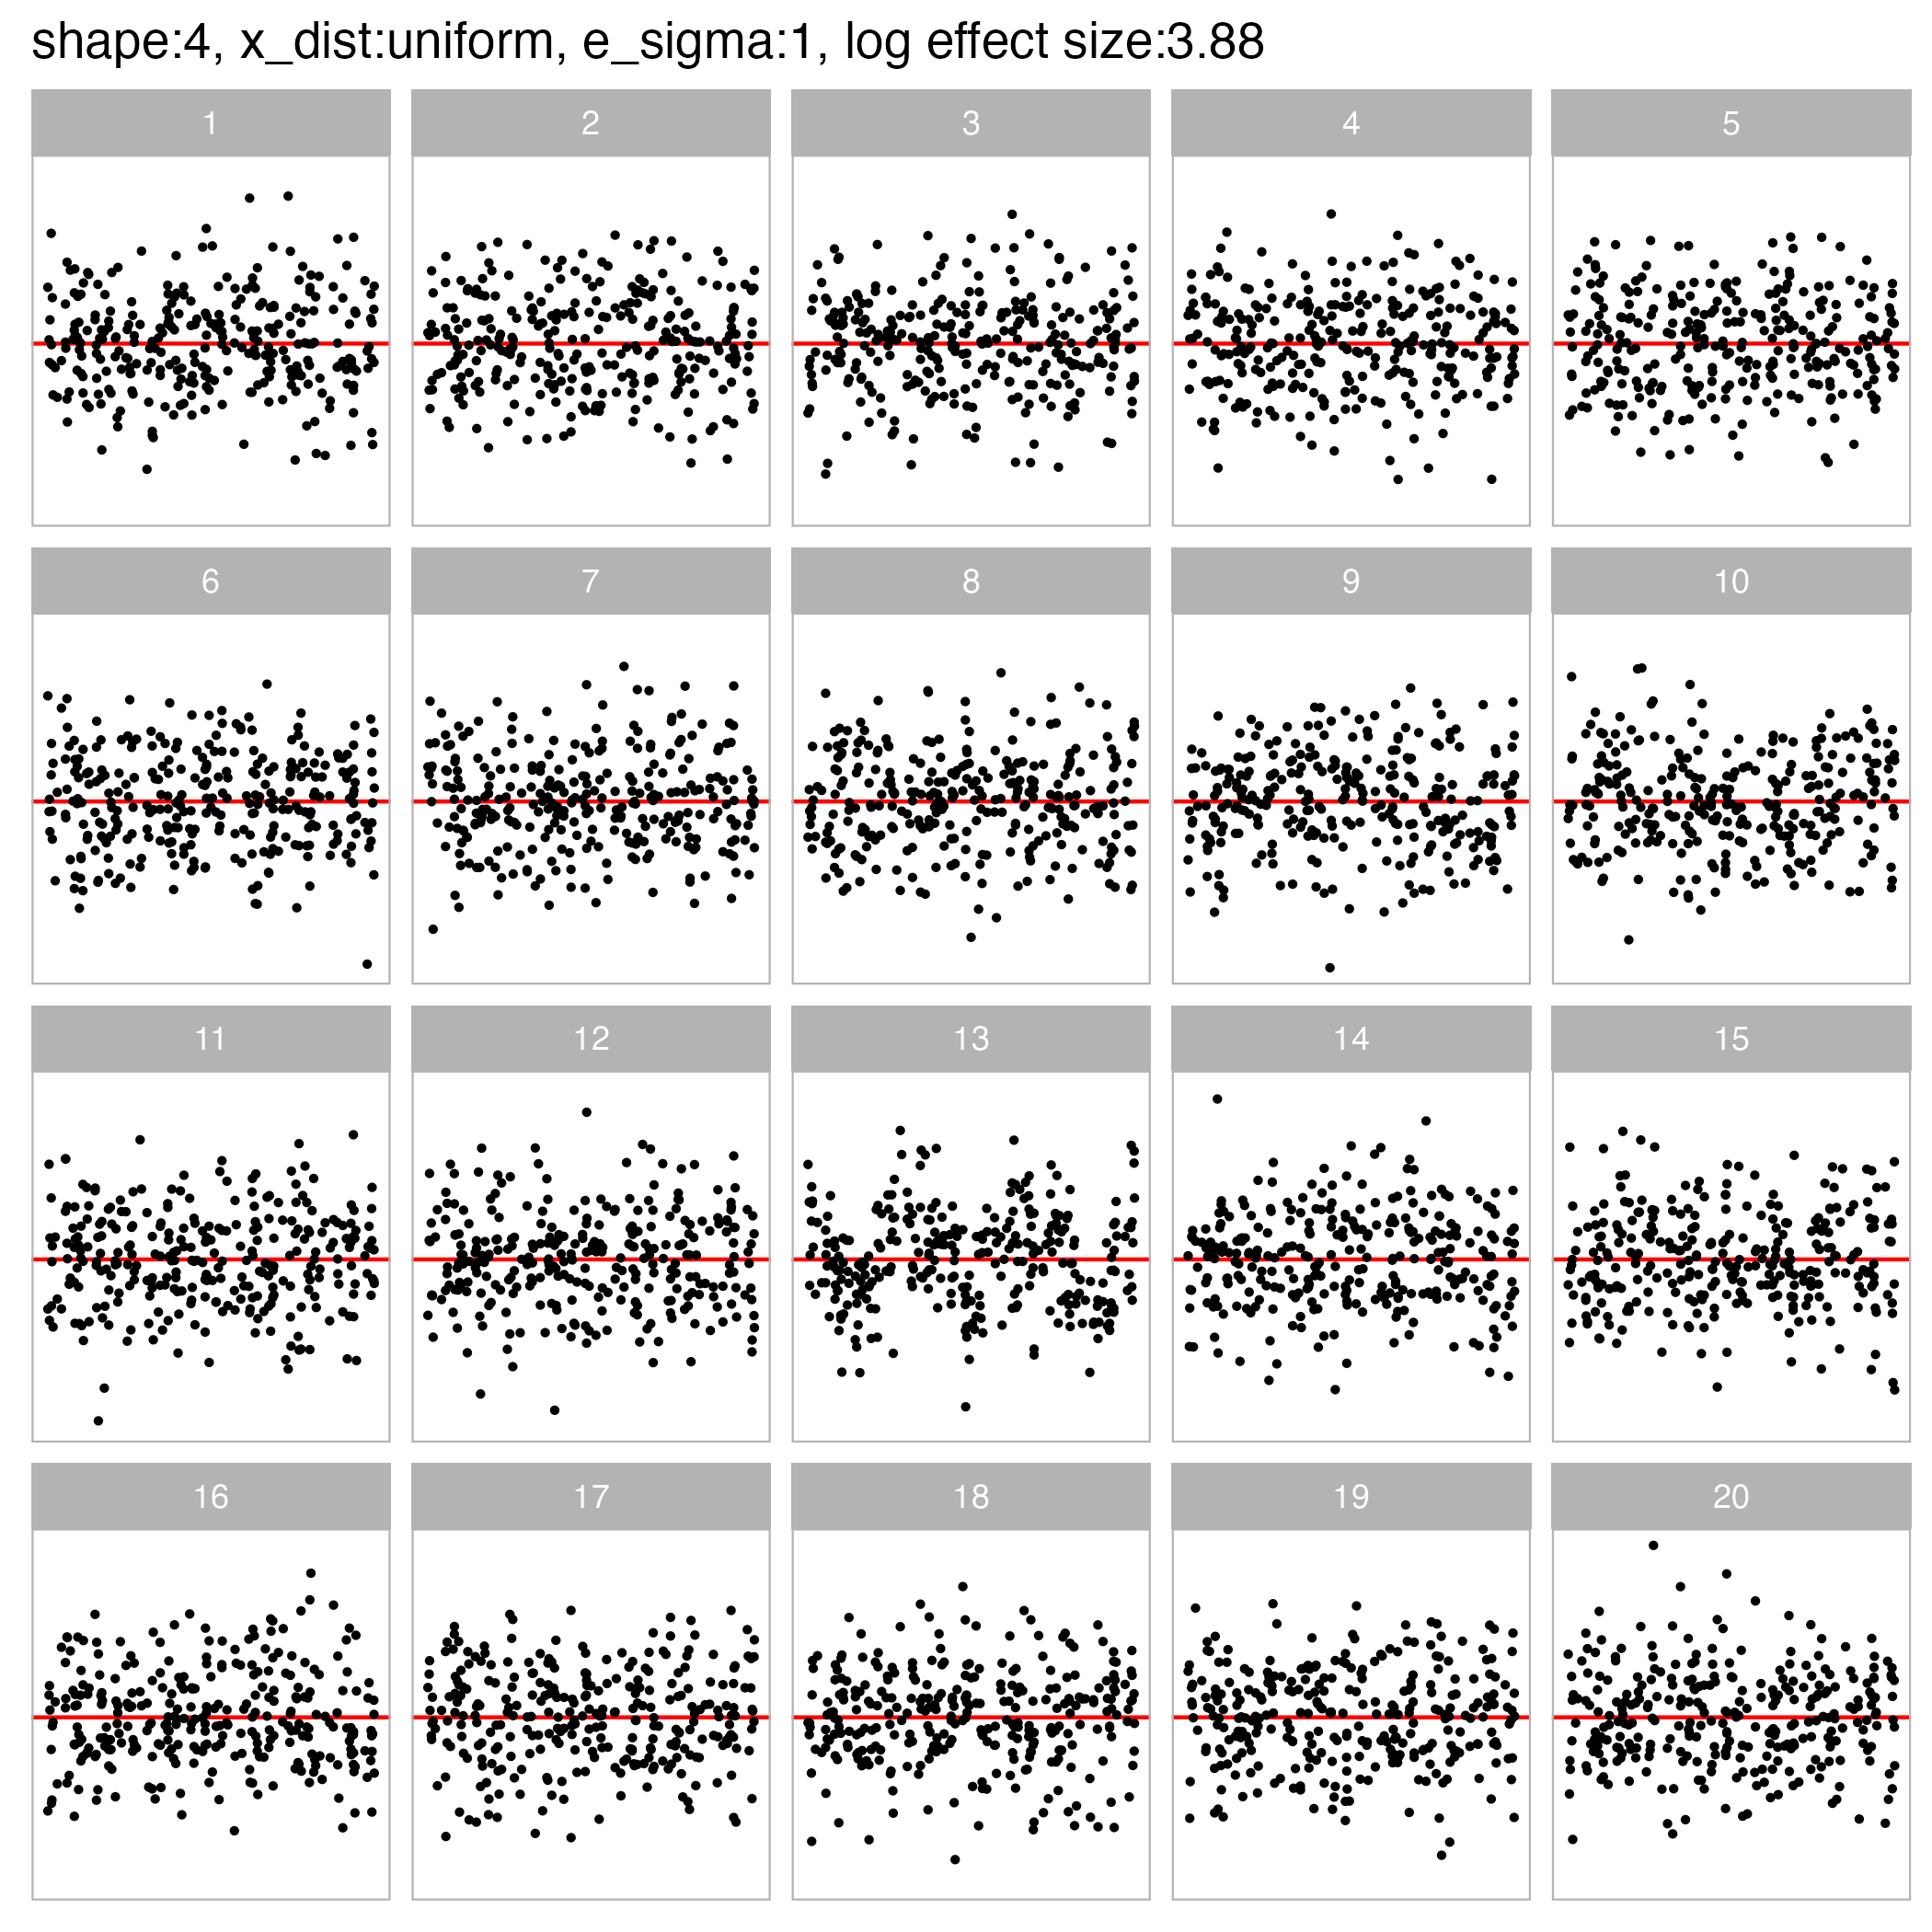 shape:4, x_dist:uniform, e_sigma:1, log effect size:3.88
1 2 3 4 5
6 7 8 9 10
11 12 13 14 15
16 17 18 19 20